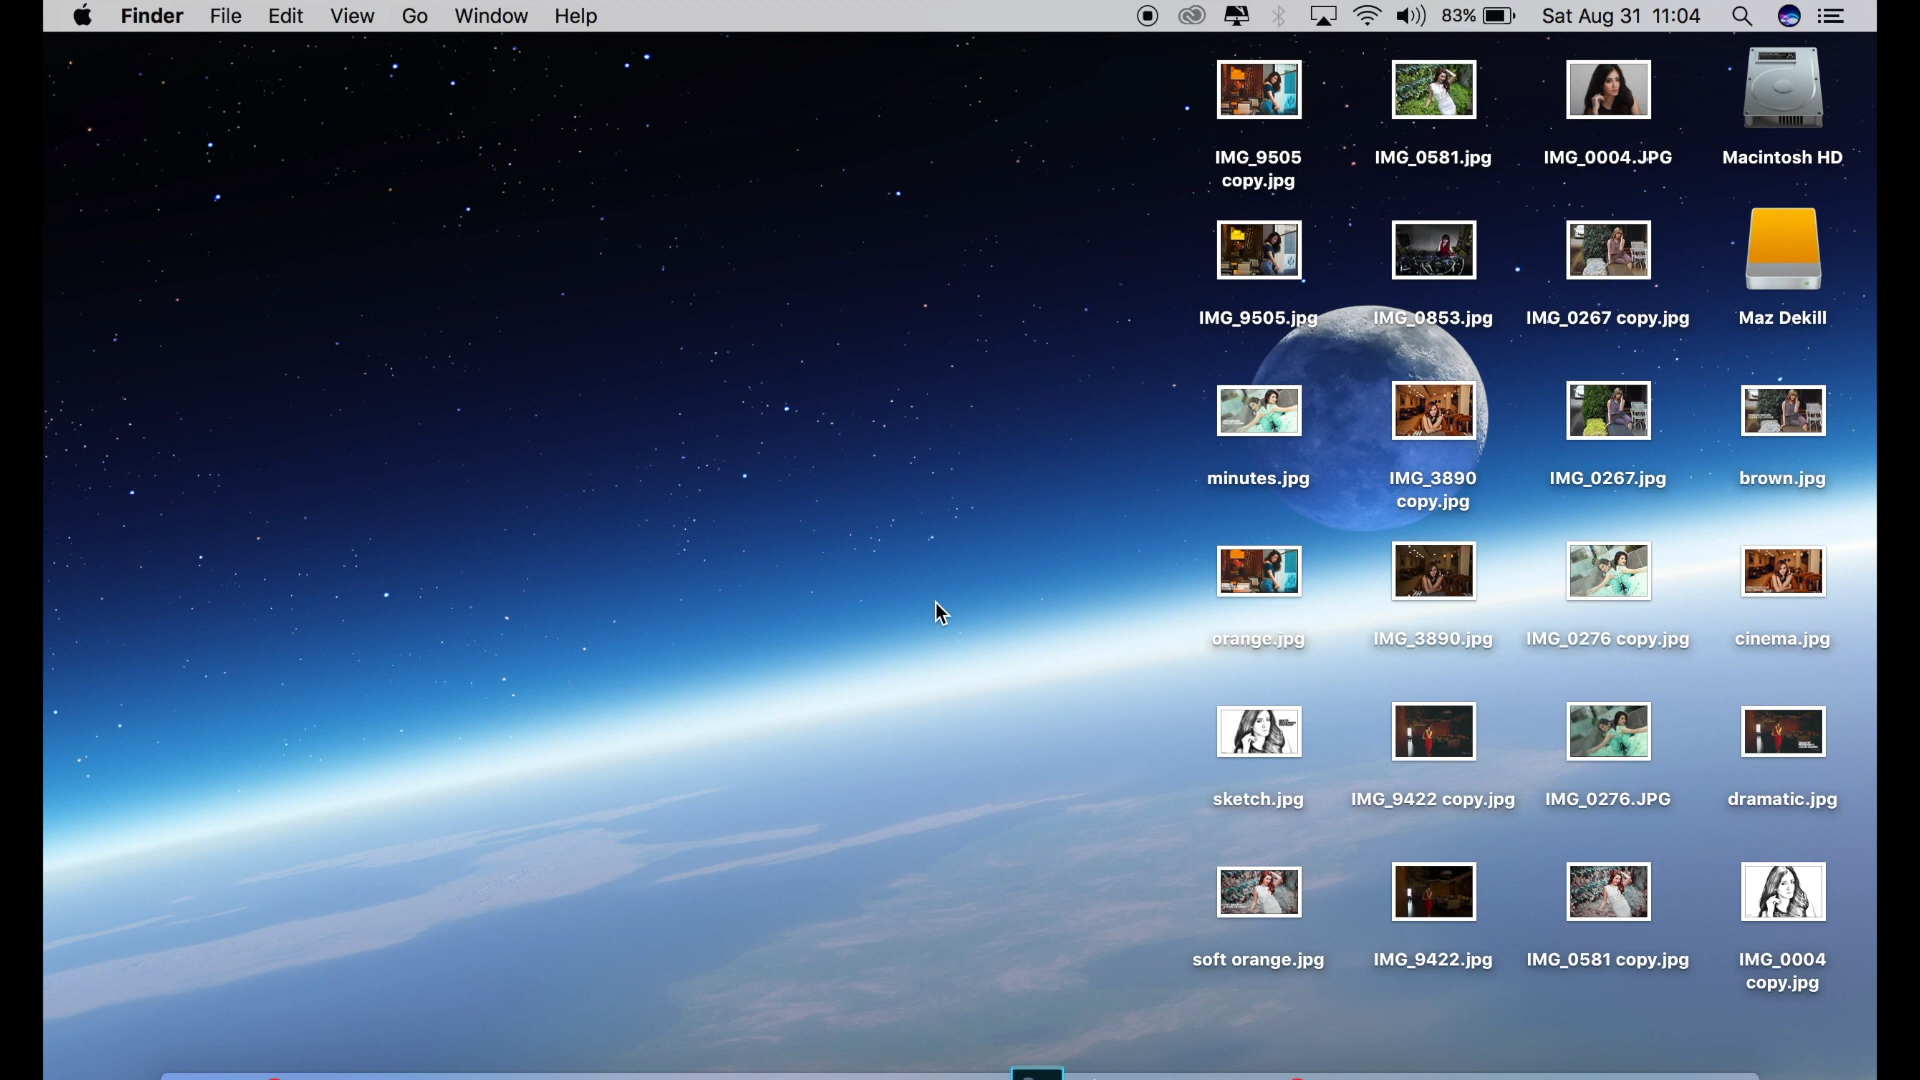 Finder File Edit View Go Window Help 83% Sat Aug 31 11:04
IMG_9505 copy.jpg
IMG_0581.jpg
IMG_0004.JPG
Macintosh HD
IMG_9505.jpg
IMG_0853.jpg
IMG_0267 copy.jpg
Maz Dekill
minutes.jpg
IMG_3890 copy.jpg
IMG_0267.jpg
brown.jpg
orange.jpg
IMG_3890.jpg
IMG_0276 copy.jpg
cinema.jpg
sketch.jpg
IMG_9422 copy.jpg
IMG_0276.JPG
dramatic.jpg
soft orange.jpg
IMG_9422.jpg
IMG_0581 copy.jpg
IMG_0004 copy.jpg